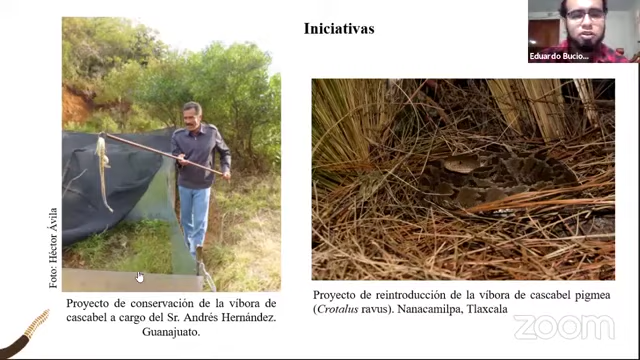 Iniciativas
Eduardo Bucio...
Foto: Héctor Ávila
Proyecto de conservación de la víbora de
cascabel a cargo del Sr. Andrés Hernández.
Guanajuato.
Proyecto de reintroducción de la víbora de cascabel pigmea
(Crotalus ravus). Nanacamilpa, Tlaxcala
zoom